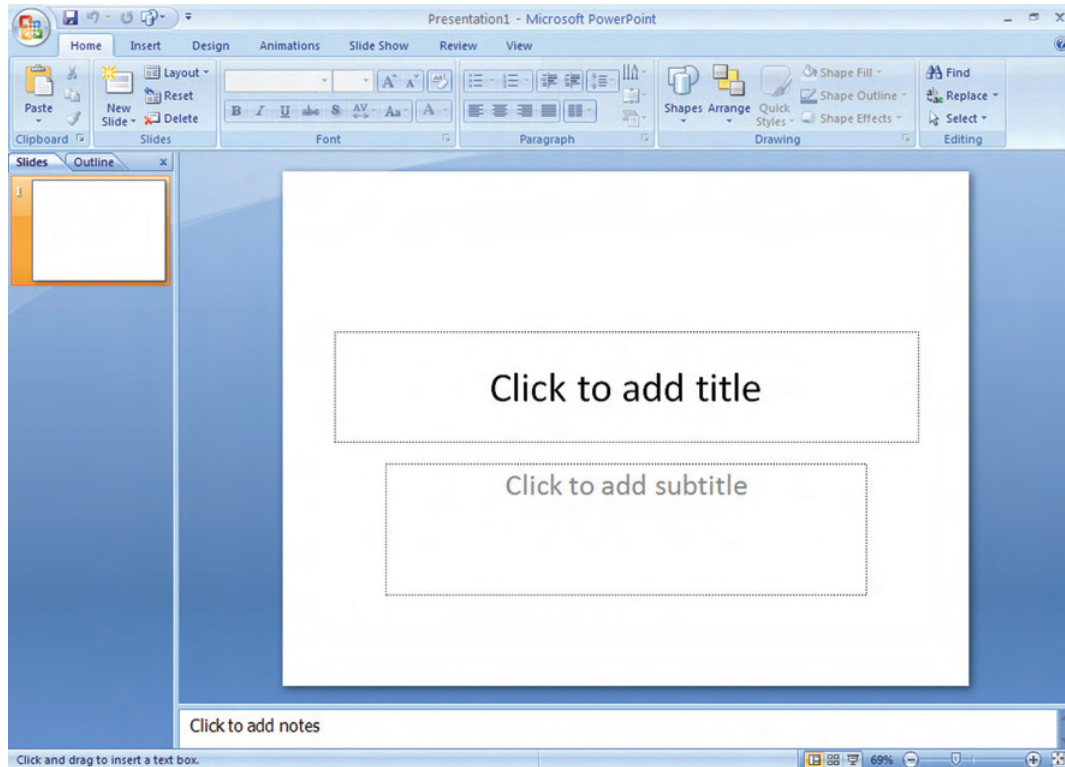 Presentation1 - Microsoft PowerPoint
Home Insert Design Animations Slide Show Review View
Paste
New Slide
Layout
Reset
Delete
B I U abc S AV Aa A
A A
Shapes Arrange Quick Styles
Shape Fill
Shape Outline
Shape Effects
Find
Replace
Select
Clipboard Slides Font Paragraph Drawing Editing
Slides Outline x
1
Click to add title
Click to add subtitle
Click to add notes
Click and drag to insert a text box.
69%